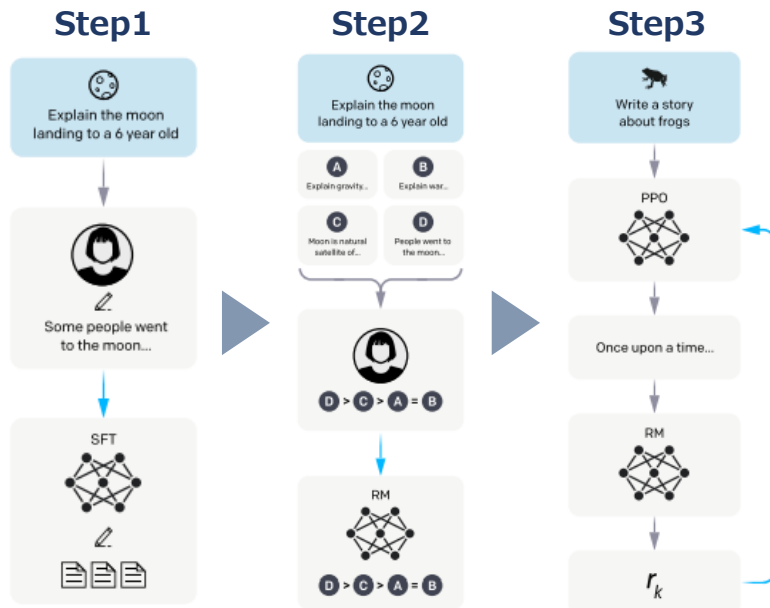 Step1
Explain the moon
landing to a 6 year old
Some people went
to the moon...
SFT
Step2
Explain the moon
landing to a 6 year old
A
Explain gravity...
B
Explain war...
C
Moon is natural
satellite of...
D
People went to
the moon...
D > C > A = B
RM
D > C > A = B
Step3
Write a story
about frogs
PPO
Once upon a time...
RM
r_k